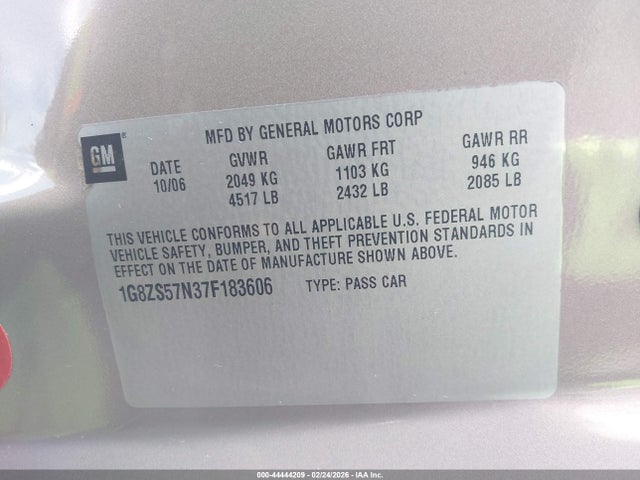 MFD BY GENERAL MOTORS CORP
GM®
DATE GVWR GAWR FRT GAWR RR
10/06 2049 KG 1103 KG 946 KG
4517 LB 2432 LB 2085 LB
THIS VEHICLE CONFORMS TO ALL APPLICABLE U.S. FEDERAL MOTOR
VEHICLE SAFETY, BUMPER, AND THEFT PREVENTION STANDARDS IN
EFFECT ON THE DATE OF MANUFACTURE SHOWN ABOVE.
1G8ZS57N37F183606 TYPE: PASS CAR
000-44444209 - 02/24/2026 - IAA Inc.